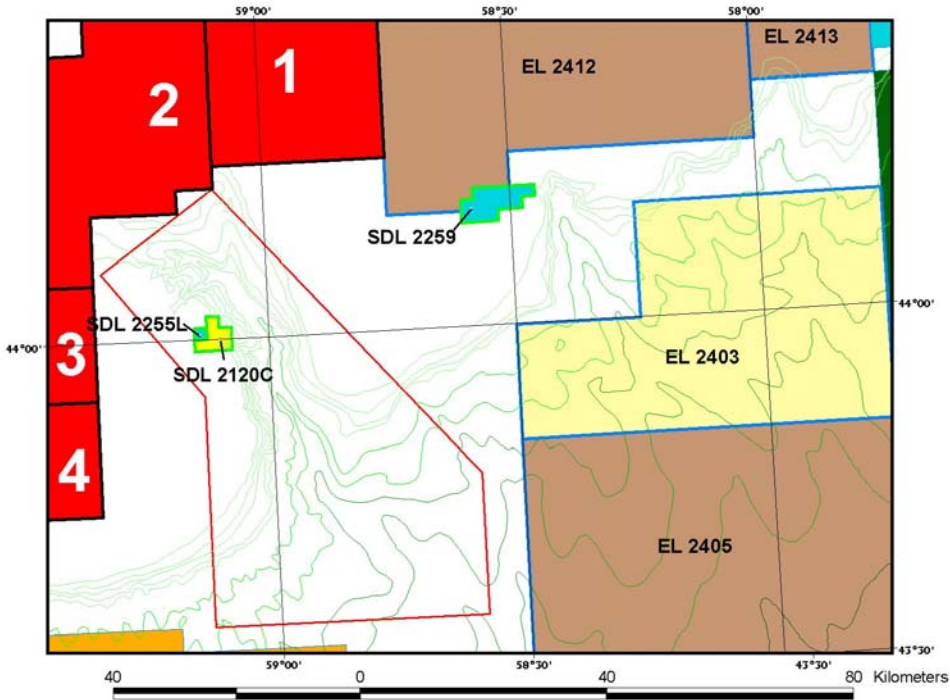 59°00' 58°30' 58°00'
EL 2413
EL 2412
1
2
SDL 2259
44°00'
SDL 2255L
3
44°00'
EL 2403
SDL 2120C
4
EL 2405
43°30'
59°00' 58°30' 43°30'
40 0 40 80 Kilometers